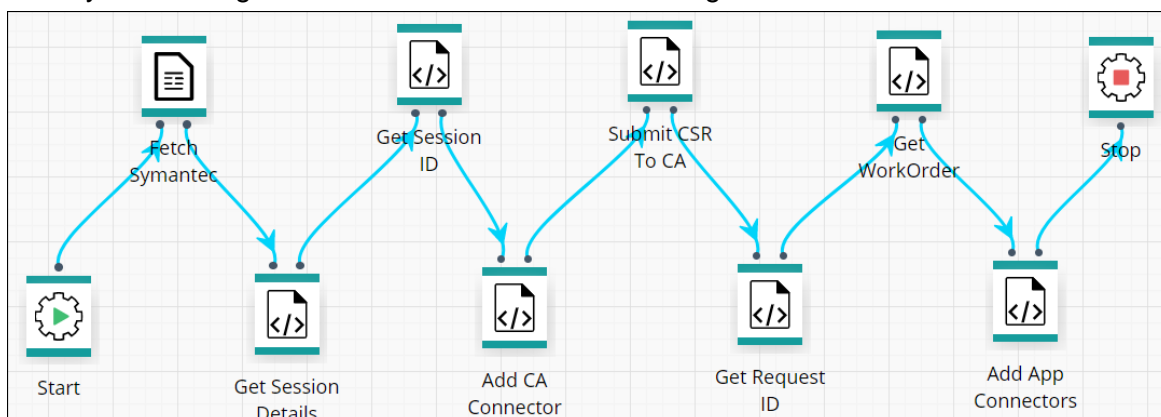 Start
Fetch
Symantec
Get Session
Details
Get Session
ID
Add CA
Connector
Submit CSR
To CA
Get Request
ID
Get
WorkOrder
Add App
Connectors
Stop